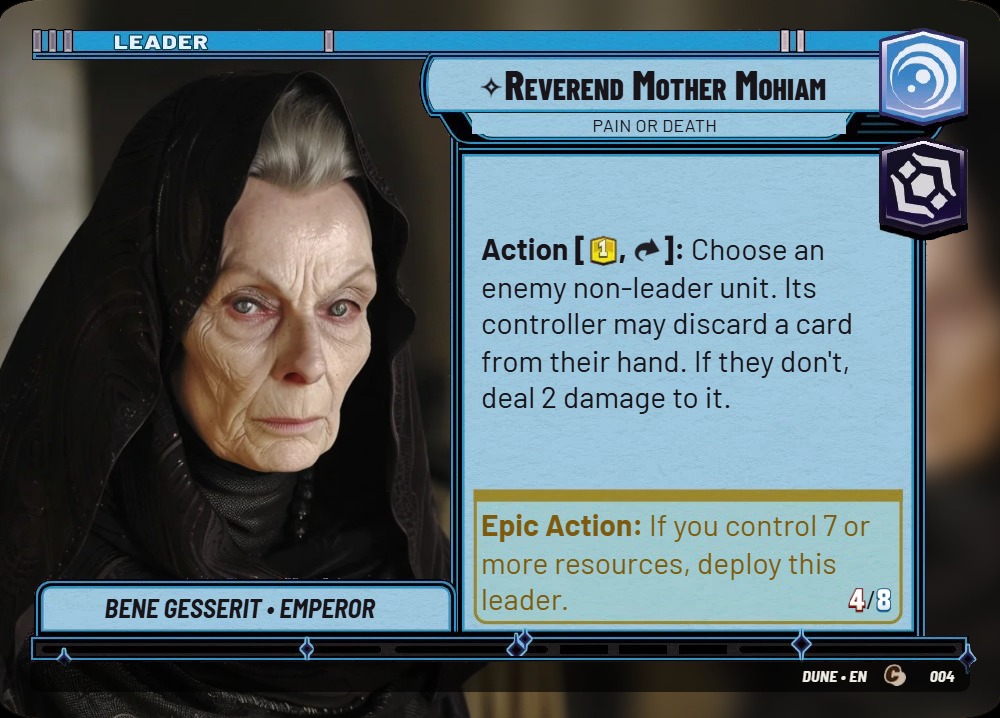 LEADER
✧REVEREND MOTHER MOHIAM
PAIN OR DEATH
Action [1, ]: Choose an
enemy non-leader unit. Its
controller may discard a card
from their hand. If they don't,
deal 2 damage to it.
Epic Action: If you control 7 or
more resources, deploy this
leader.
4/8
BENE GESSERIT • EMPEROR
DUNE • EN C 004